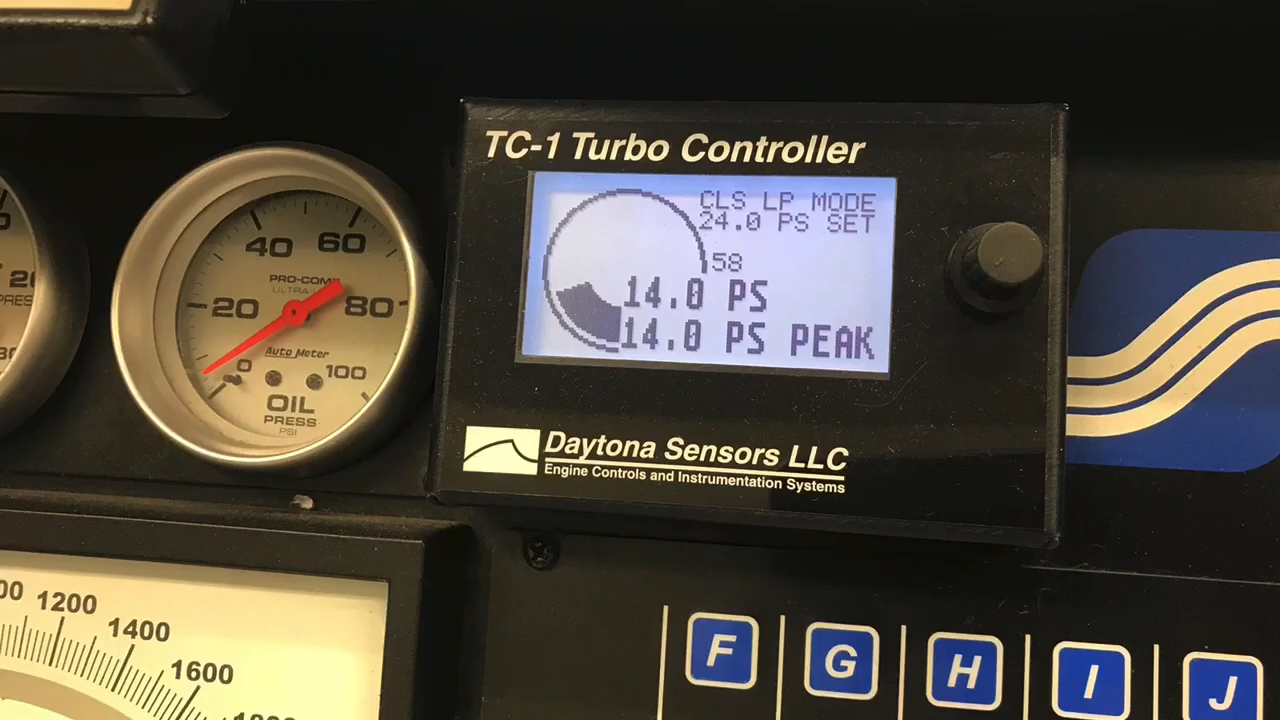 TC-1 Turbo Controller
CLS LP MODE
24.0 PS SET
58
14.0 PS
14.0 PS PEAK
Daytona Sensors LLC
Engine Controls and Instrumentation Systems
40 60
PRO-COMP
20 80
Auto Meter
0 100
OIL
PRESS
PSI
1200
1400
1600
F G H I J